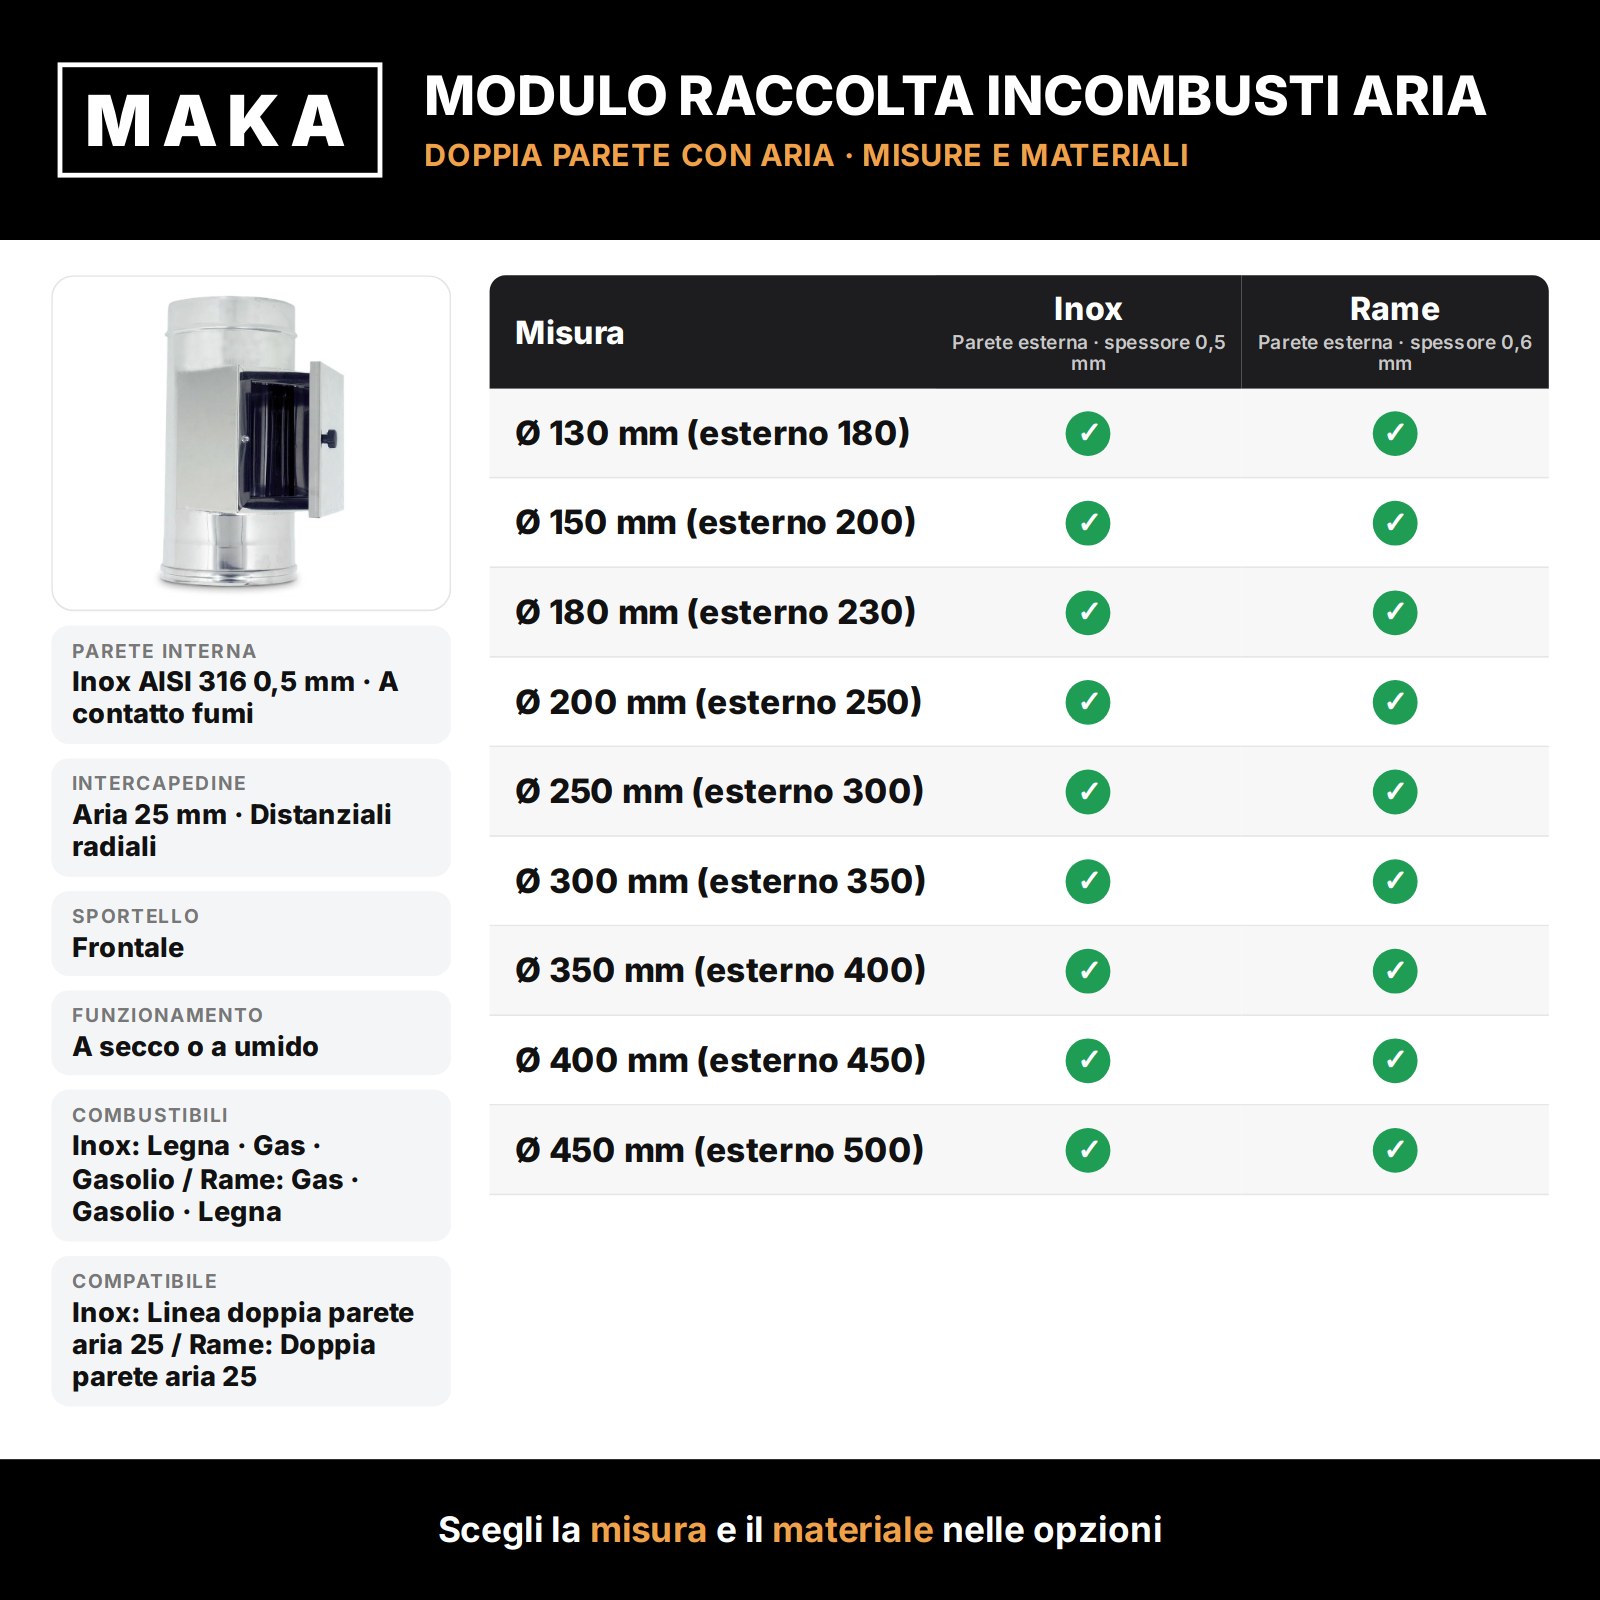 MAKA
MODULO RACCOLTA INCOMBUSTI ARIA
DOPPIA PARETE CON ARIA · MISURE E MATERIALI
PARETE INTERNA
Inox AISI 316 0,5 mm · A
contatto fumi
INTERCAPEDINE
Aria 25 mm · Distanziali
radiali
SPORTELLO
Frontale
FUNZIONAMENTO
A secco o a umido
COMBUSTIBILI
Inox: Legna · Gas ·
Gasolio / Rame: Gas ·
Gasolio · Legna
COMPATIBILE
Inox: Linea doppia parete
aria 25 / Rame: Doppia
parete aria 25
Misura
Inox
Parete esterna · spessore 0,5
mm
Rame
Parete esterna · spessore 0,6
mm
Ø 130 mm (esterno 180) ✓ ✓
Ø 150 mm (esterno 200) ✓ ✓
Ø 180 mm (esterno 230) ✓ ✓
Ø 200 mm (esterno 250) ✓ ✓
Ø 250 mm (esterno 300) ✓ ✓
Ø 300 mm (esterno 350) ✓ ✓
Ø 350 mm (esterno 400) ✓ ✓
Ø 400 mm (esterno 450) ✓ ✓
Ø 450 mm (esterno 500) ✓ ✓
Scegli la misura e il materiale nelle opzioni